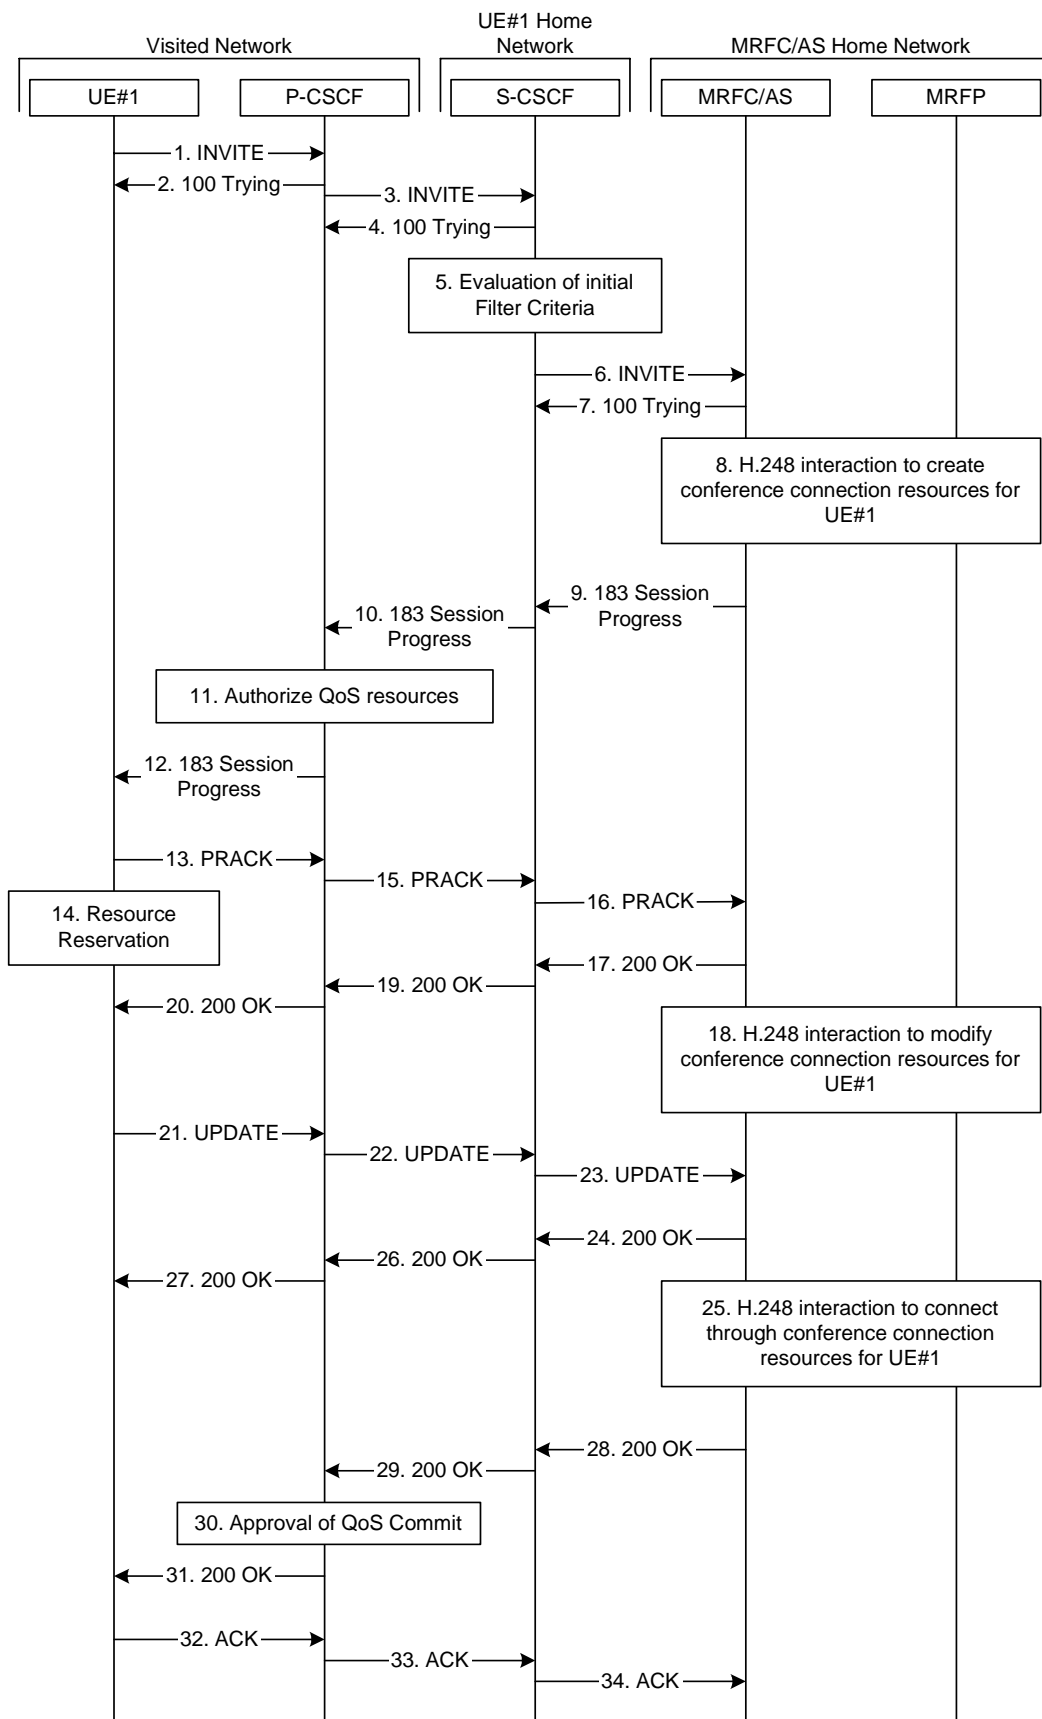 UE#1 Home
Network
Visited Network
MRFC/AS Home Network
UE#1
P-CSCF
S-CSCF
MRFC/AS
MRFP
1. INVITE
2. 100 Trying
3. INVITE
4. 100 Trying
5. Evaluation of initial
Filter Criteria
6. INVITE
7. 100 Trying
8. H.248 interaction to create
conference connection resources for
UE#1
9. 183 Session
Progress
10. 183 Session
Progress
11. Authorize QoS resources
12. 183 Session
Progress
13. PRACK
15. PRACK
16. PRACK
14. Resource
Reservation
17. 200 OK
19. 200 OK
20. 200 OK
18. H.248 interaction to modify
conference connection resources for
UE#1
21. UPDATE
22. UPDATE
23. UPDATE
24. 200 OK
26. 200 OK
27. 200 OK
25. H.248 interaction to connect
through conference connection
resources for UE#1
28. 200 OK
29. 200 OK
30. Approval of QoS Commit
31. 200 OK
32. ACK
33. ACK
34. ACK